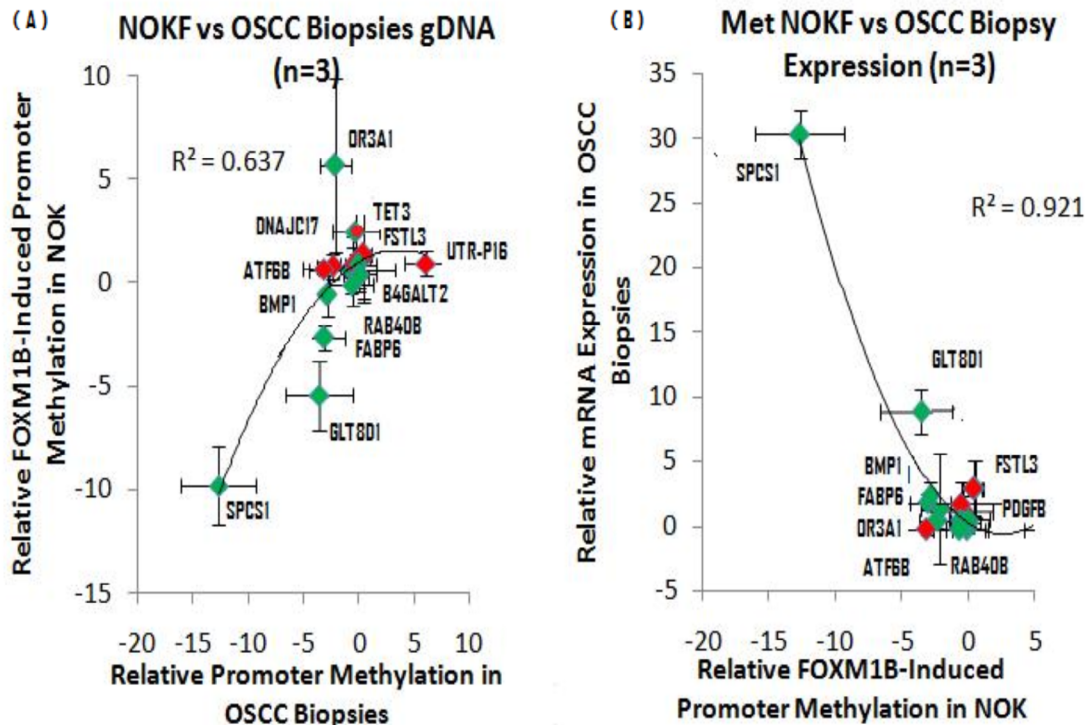 (A)
NOKF vs OSCC Biopsies gDNA
(n=3)
Relative FOXM1B-Induced Promoter
Methylation in NOK
10
5
0
-5
-10
-15
R² = 0.637
OR3A1
TET3
DNAJC17
FSTL3
UTR-P16
ATF6B
B4GALT2
BMP1
RAB40B
FABP6
GLT8D1
SPCS1
-20 -15 -10 -5 0 5 10
Relative Promoter Methylation in
OSCC Biopsies
(B)
Met NOKF vs OSCC Biopsy
Expression (n=3)
Relative mRNA Expression in OSCC
Biopsies
35
30
25
20
15
10
5
0
-5
SPCS1
R² = 0.921
GLT8D1
BMP1
FSTL3
FABP6
PDGFB
OR3A1
ATF6B
RAB40B
-20 -15 -10 -5 0 5
Relative FOXM1B-Induced
Promoter Methylation in NOK